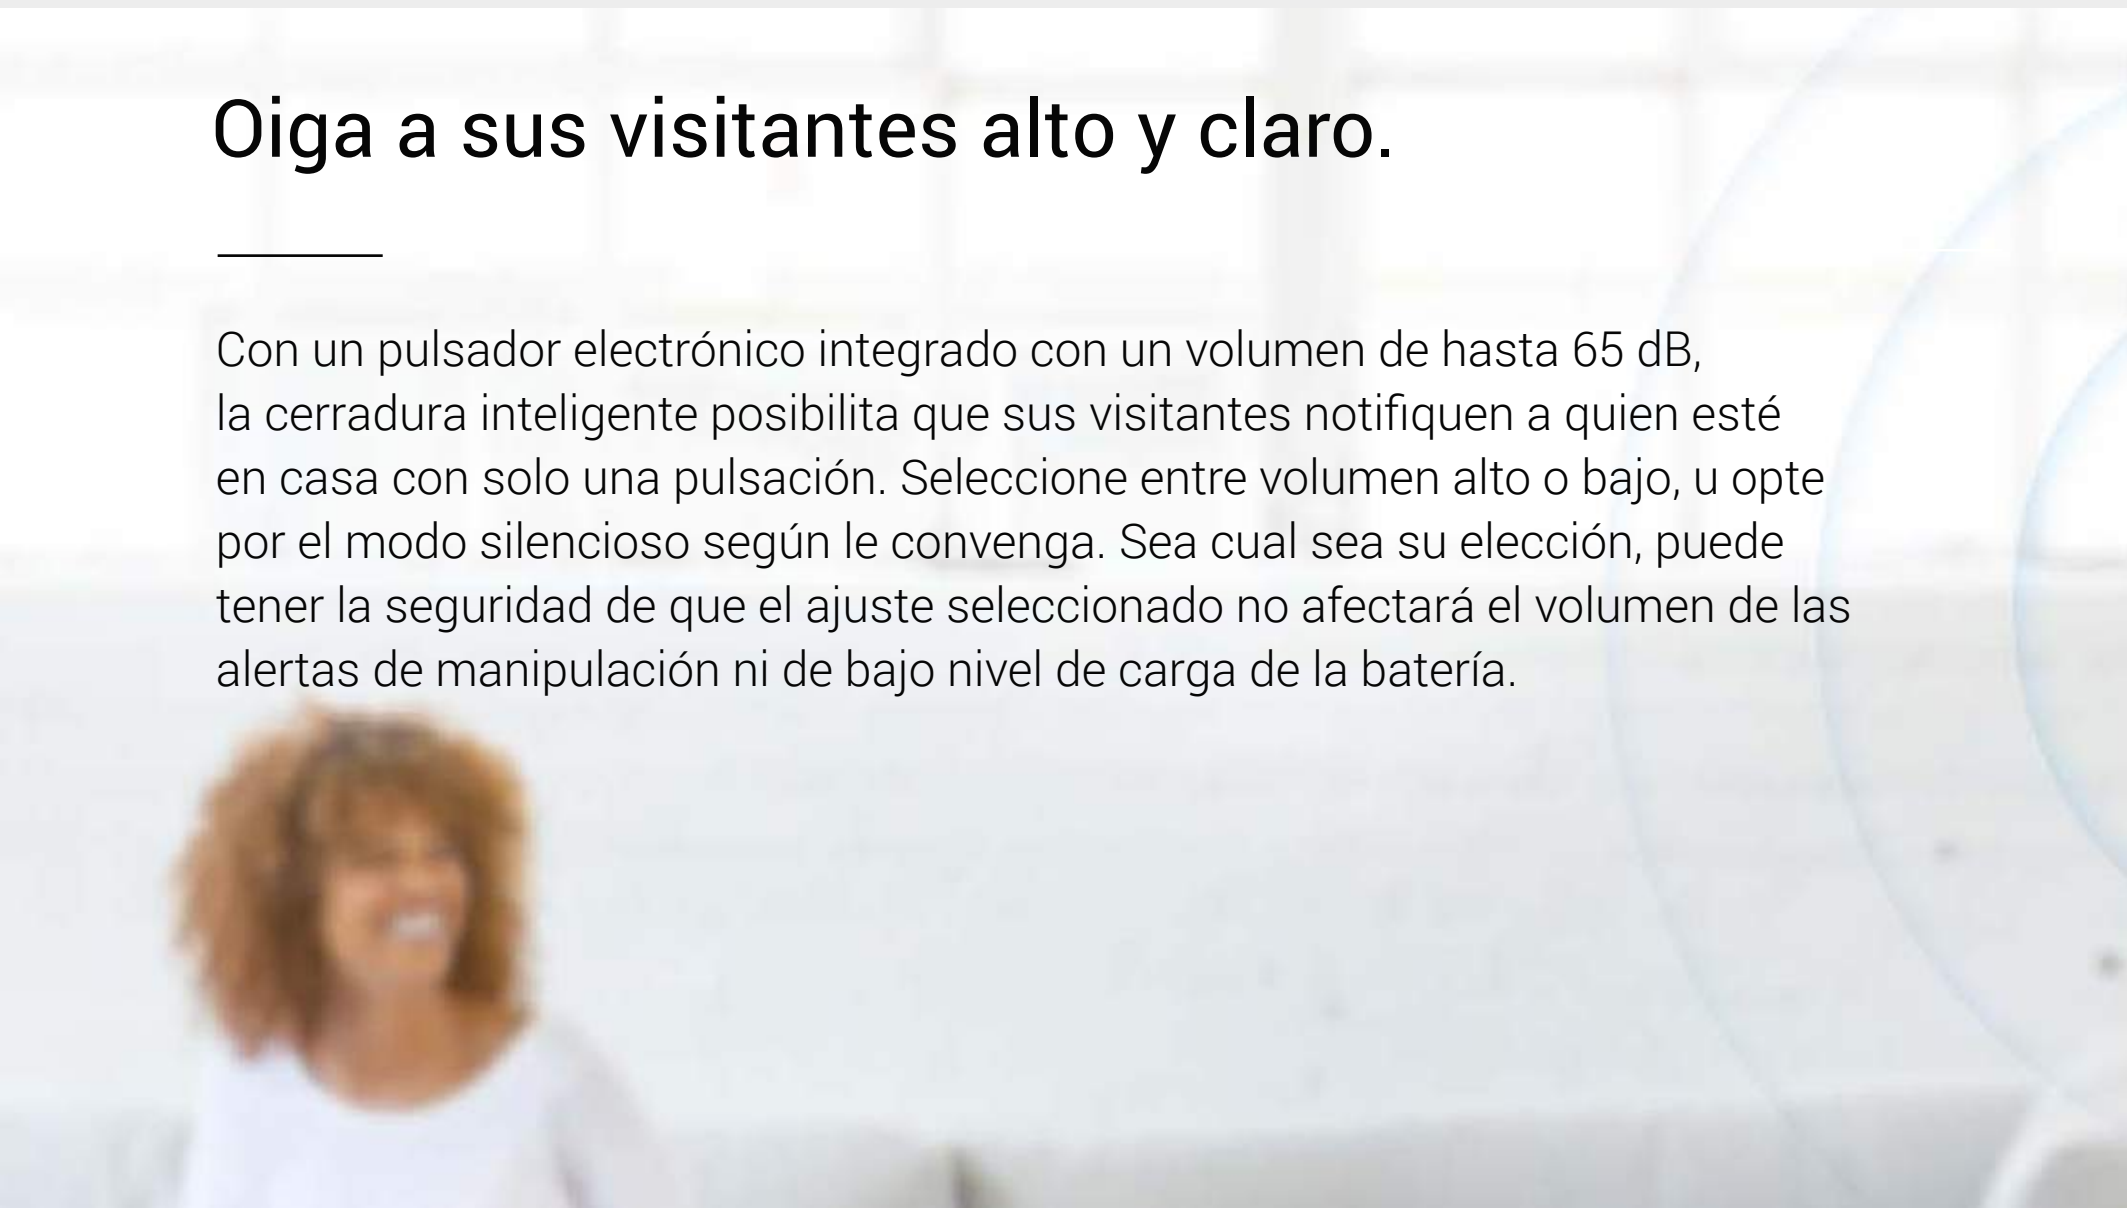 Oiga a sus visitantes alto y claro.
Con un pulsador electrónico integrado con un volumen de hasta 65 dB,
la cerradura inteligente posibilita que sus visitantes notifiquen a quien esté
en casa con solo una pulsación. Seleccione entre volumen alto o bajo, u opte
por el modo silencioso según le convenga. Sea cual sea su elección, puede
tener la seguridad de que el ajuste seleccionado no afectará el volumen de las
alertas de manipulación ni de bajo nivel de carga de la batería.